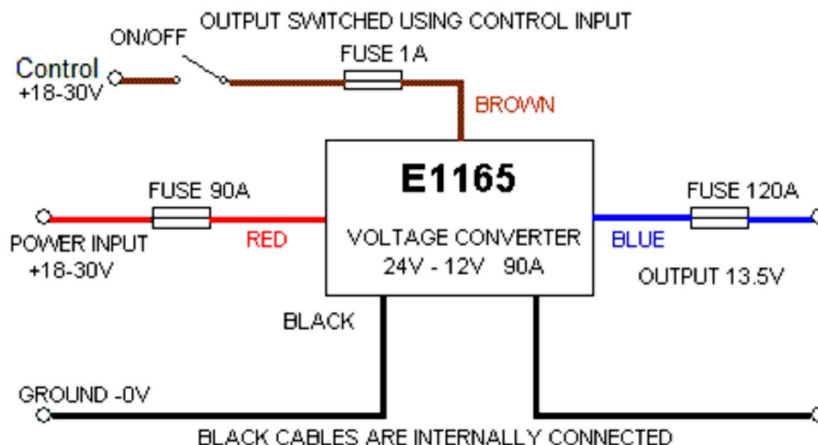 OUTPUT SWITCHED USING CONTROL INPUT
ON/OFF
FUSE 1A
Control
+18-30V
BROWN
E1165
FUSE 90A
FUSE 120A
RED
VOLTAGE CONVERTER
BLUE
POWER INPUT
+18-30V
24V - 12V 90A
OUTPUT 13.5V
BLACK
GROUND -0V
BLACK CABLES ARE INTERNALLY CONNECTED